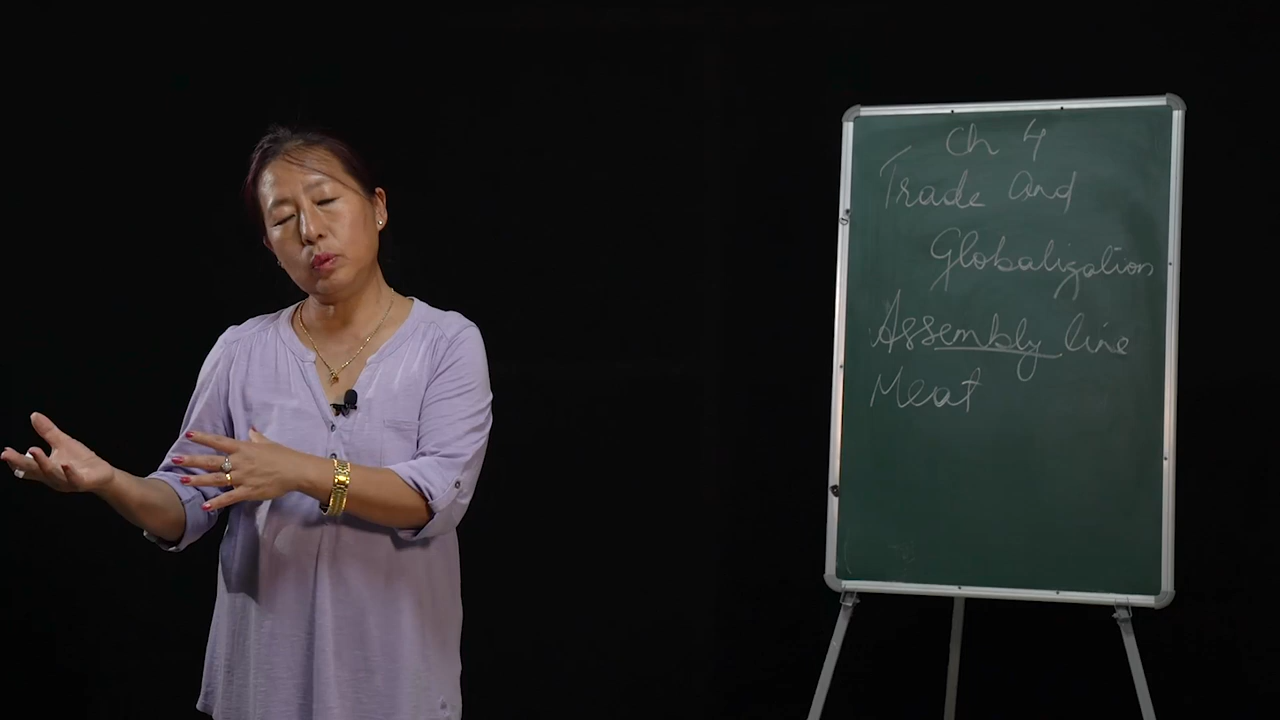 Ch 4
Trade and
Globalization
Assembly line
Meat